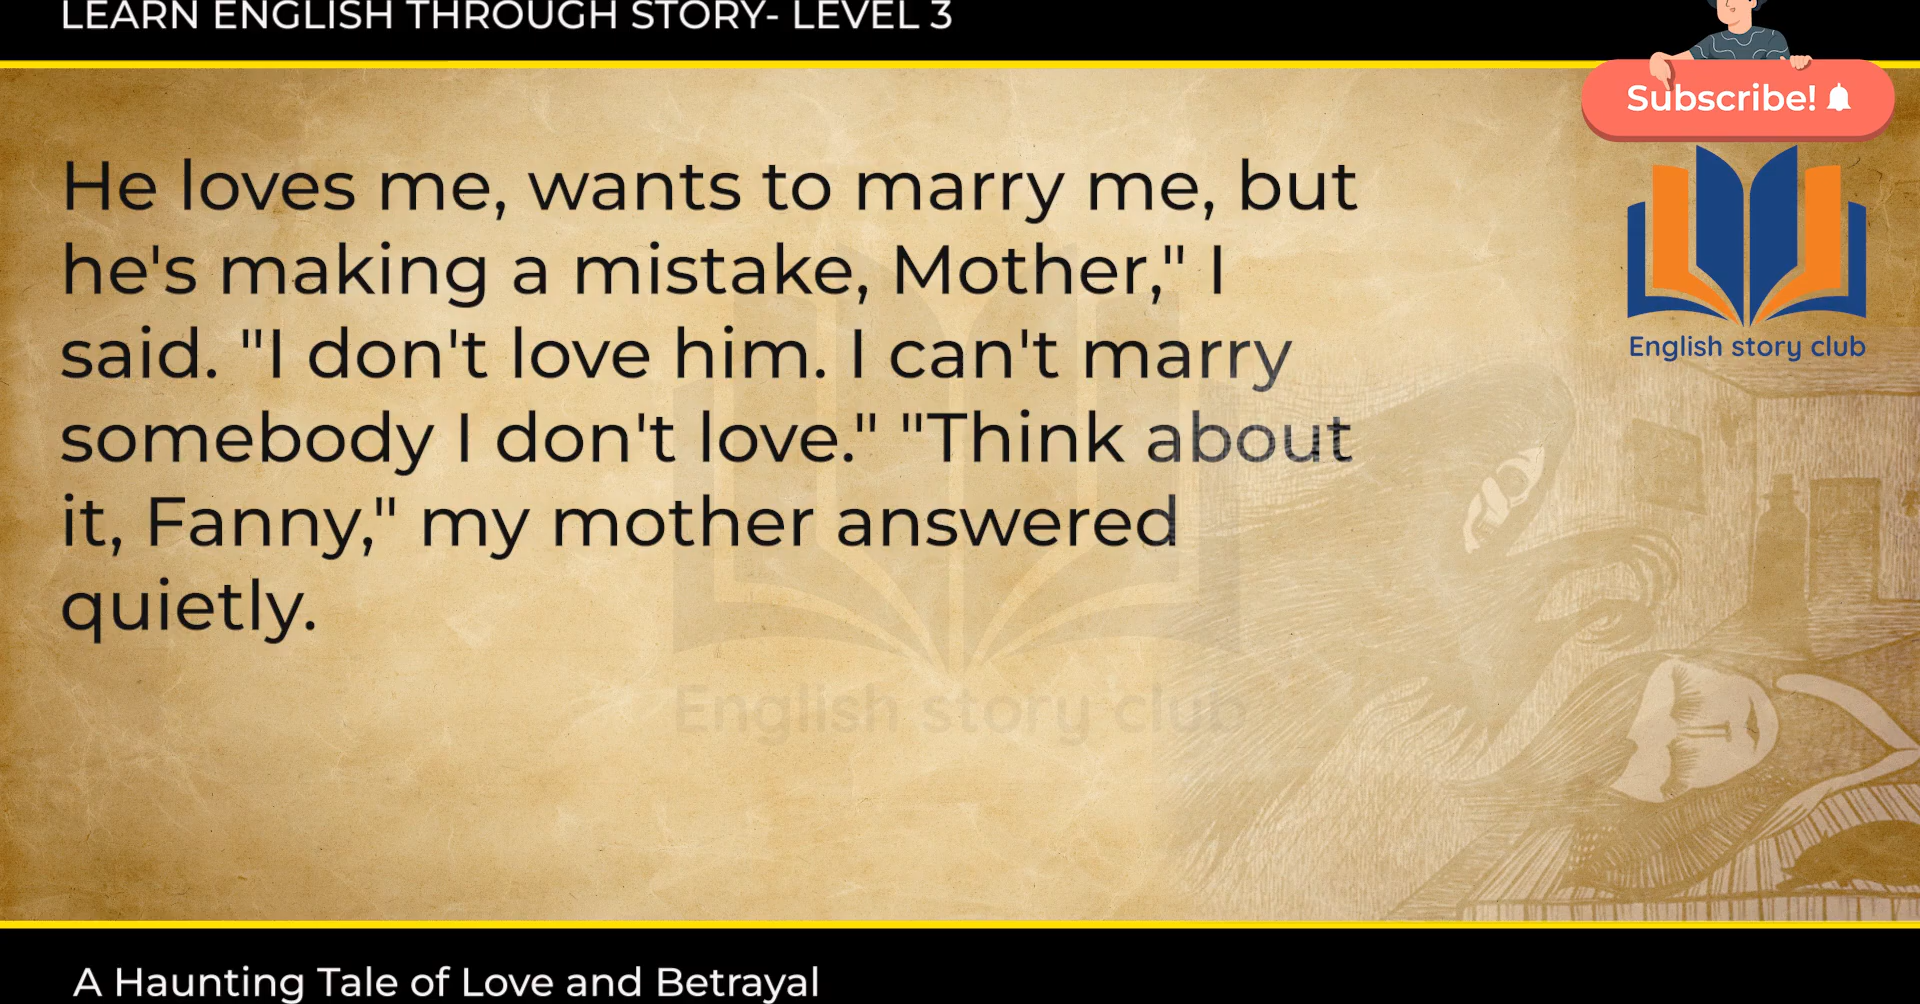 LEARN ENGLISH THROUGH STORY- LEVEL 3
Subscribe!
He loves me, wants to marry me, but
he's making a mistake, Mother," I
said. "I don't love him. I can't marry
somebody I don't love." "Think about
it, Fanny," my mother answered
quietly.
English story club
English story club
A Haunting Tale of Love and Betrayal